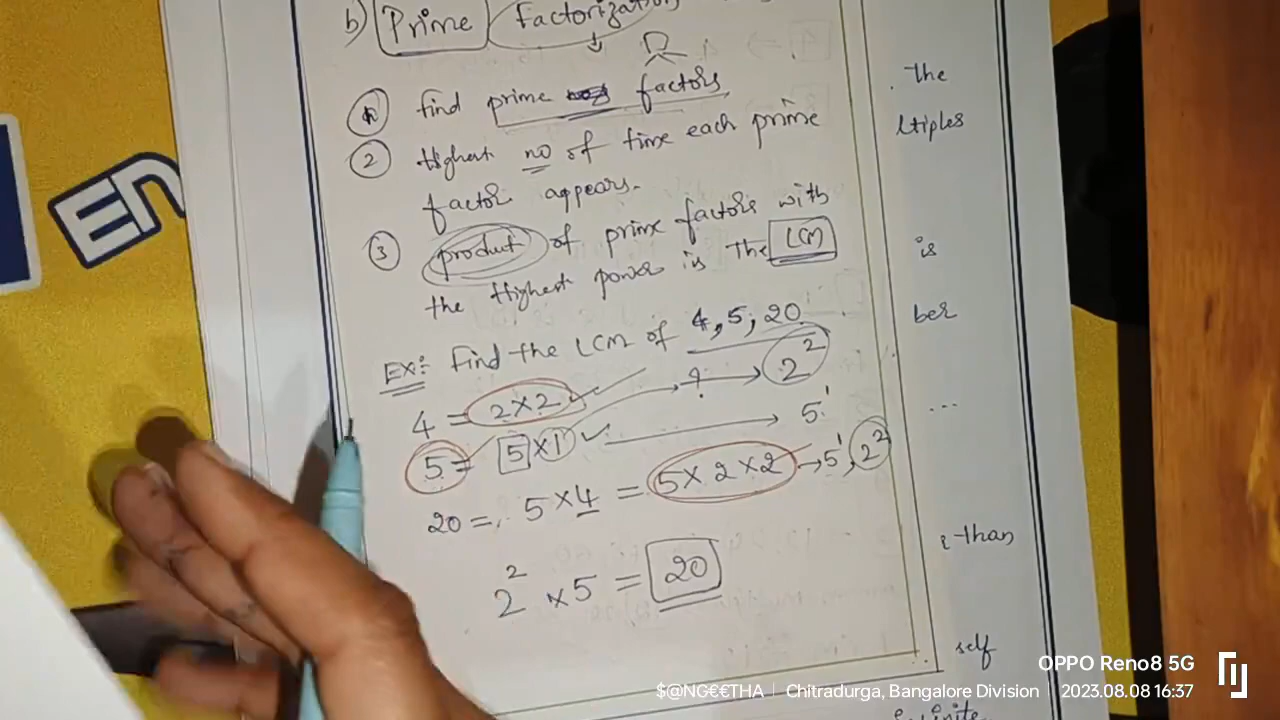 b) Prime Factorization
① find prime factors
② Highest no of time each prime
factor appears.
③ product of prime factors with
the Highest power is the LCM
EX:- Find the LCM of 4, 5, 20
4 = 2×2 → 2²
5 = 5×1 → 5¹
20 = 5×4 = 5×2×2 → 5¹, 2²
2² × 5 = 20
the
ltiples
is
ber
...
than
self
En
OPPO Reno8 5G
$@NG€€THA | Chitradurga, Bangalore Division 2023.08.08 16:37